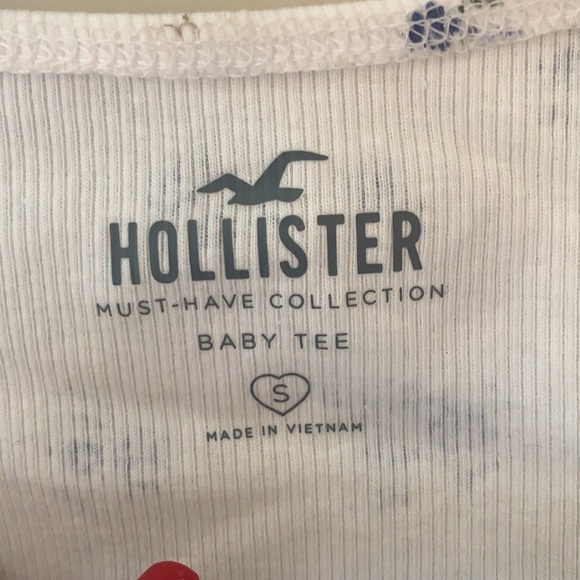 HOLLISTER
MUST-HAVE COLLECTION
BABY TEE
S
MADE IN VIETNAM